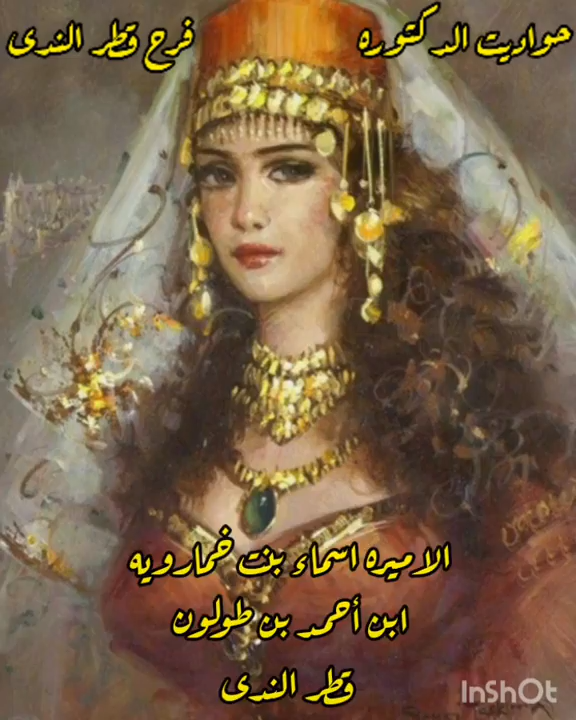 حواديت الدكتوره
فرح قطر الندى
الاميره اسماء بنت خمارويه
ابن أحمد بن طولون
قطر الندى
InShOt